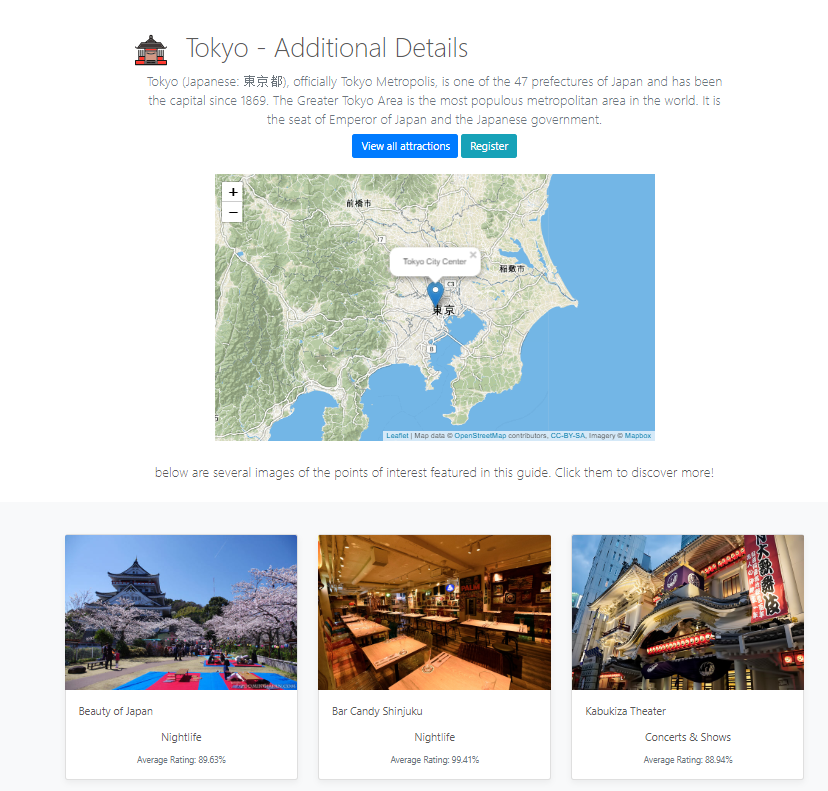 Tokyo - Additional Details
Tokyo (Japanese: 東京都), officially Tokyo Metropolis, is one of the 47 prefectures of Japan and has been
the capital since 1869. The Greater Tokyo Area is the most populous metropolitan area in the world. It is
the seat of Emperor of Japan and the Japanese government.
View all attractions Register
+
−
前橋市
17
Tokyo City Center ×
稲敷市
C3
東京
Leaflet | Map data © OpenStreetMap contributors, CC-BY-SA, Imagery © Mapbox
below are several images of the points of interest featured in this guide. Click them to discover more!
大歌舞伎
Beauty of Japan
Nightlife
Average Rating: 89.63%
Bar Candy Shinjuku
Nightlife
Average Rating: 99.41%
Kabukiza Theater
Concerts & Shows
Average Rating: 88.94%